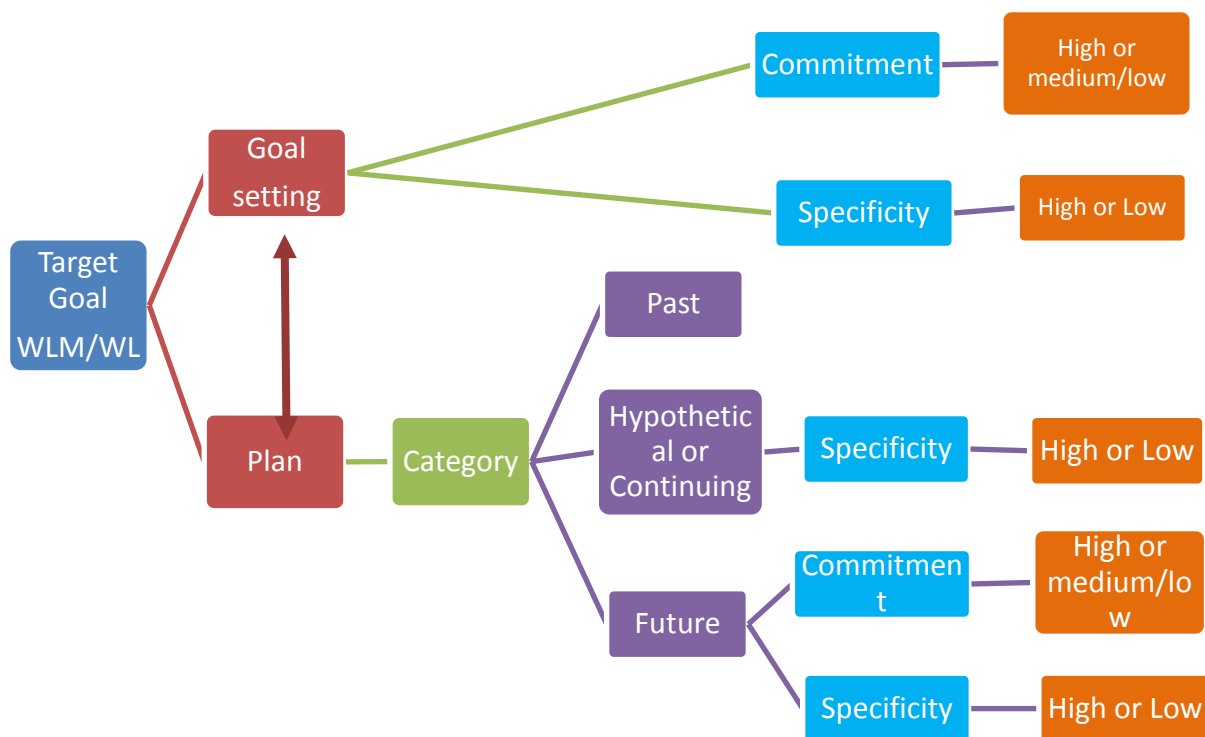 Commitment
High or
medium/low
Goal
setting
Specificity
High or Low
Target
Goal
WLM/WL
Past
Plan
Category
Hypothetic
al or
Continuing
Specificity
High or Low
Future
Commitmen
t
High or
medium/lo
w
Specificity
High or Low